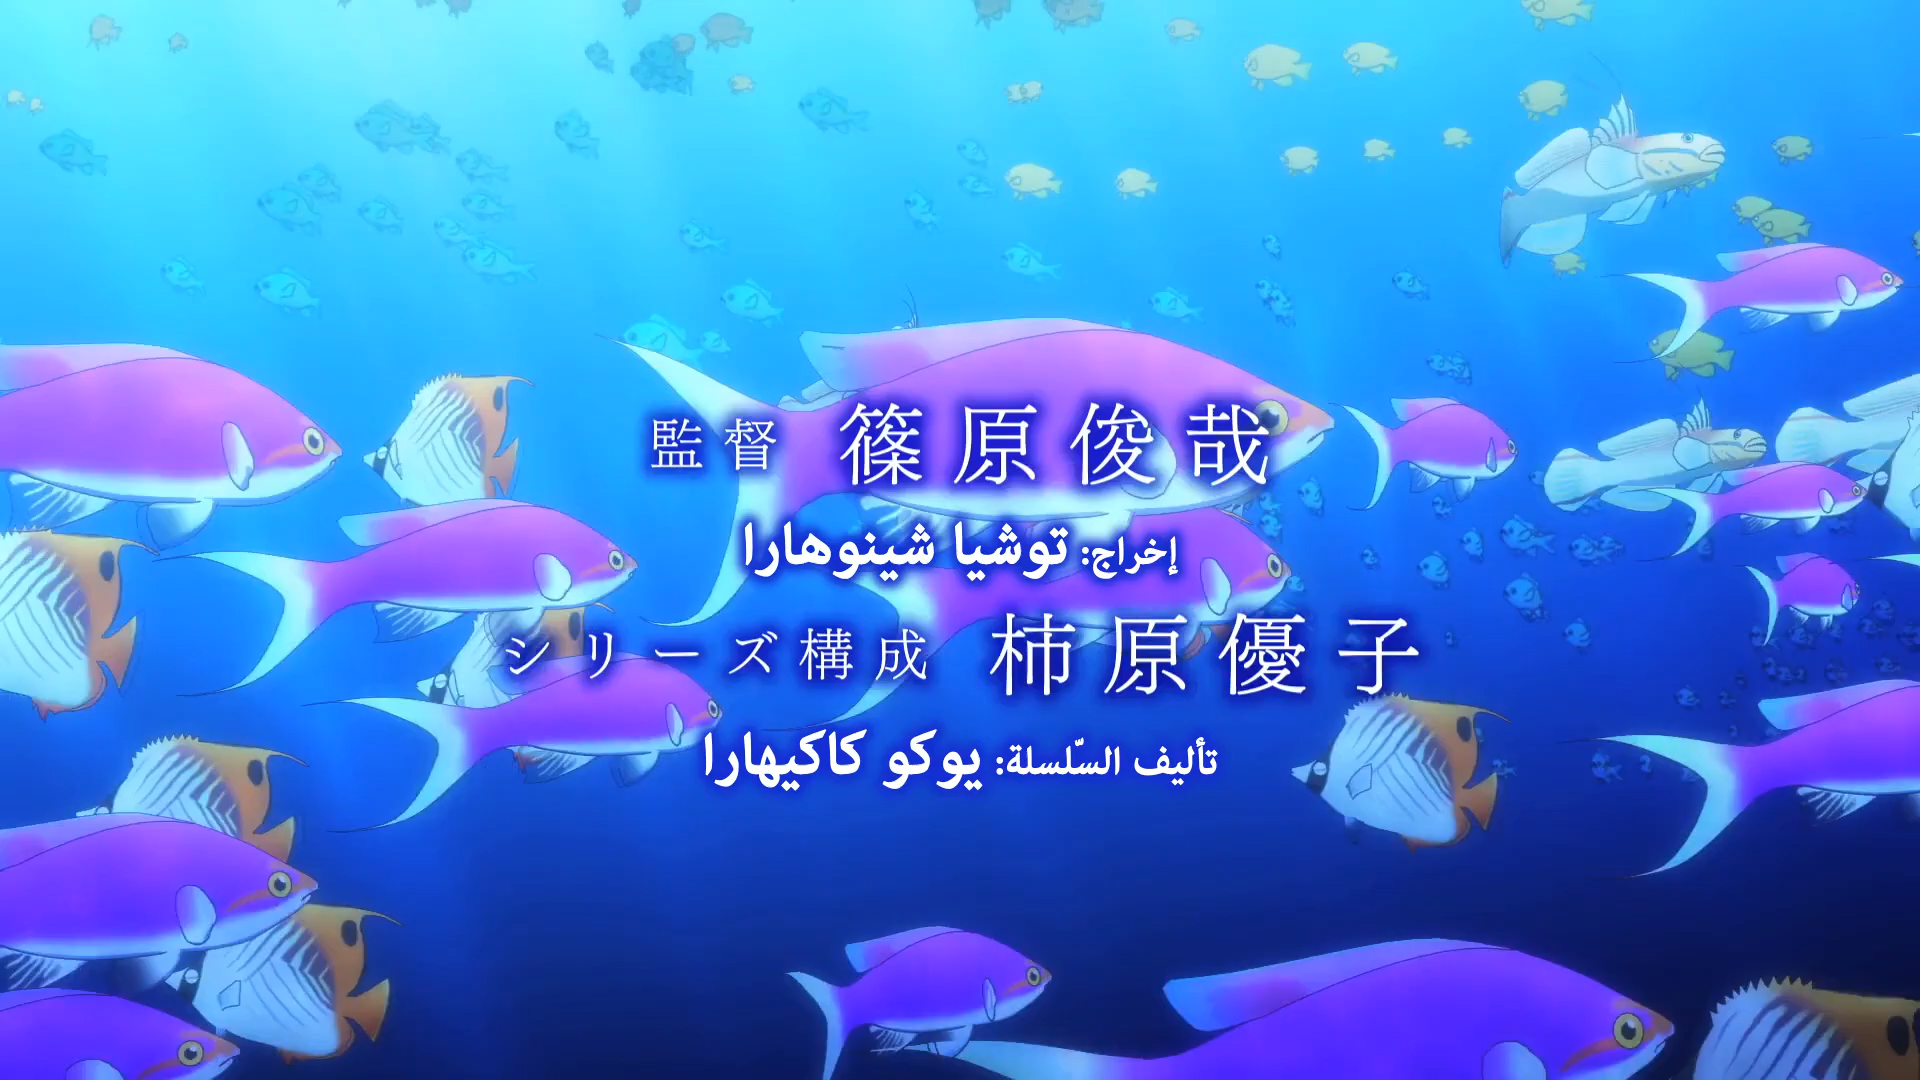 監督 篠原俊哉
إخراج: توشيا شينوهارا
シリーズ構成 柿原優子
تأليف السّلسلة: يوكو كاكيهارا